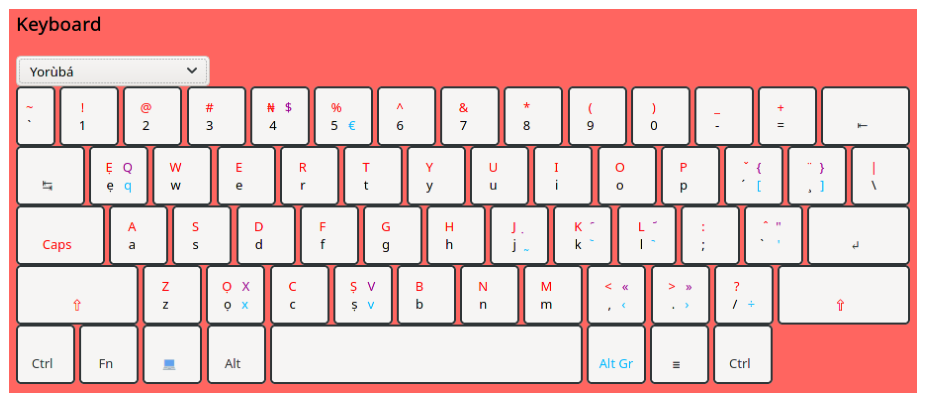 Keyboard
Yorùbá
~ ! @ # ₦ $ % ^ & * ( ) _ +
` 1 2 3 4 5 € 6 7 8 9 0 - = ⇤
Ẹ Q W E R T Y U I O P ˇ { ¨ } |
↹ ẹ q w e r t y u i o p ´ [ ¸ ] \
A S D F G H J . K ˝ L ˘ : ˆ "
Caps a s d f g h j ~ k ˜ l ` ; ` ' ↵
Z Ọ X C Ṣ V B N M < « > » ?
⇧ z ọ x c ṣ v b n m , ‹ . › / ÷ ⇧
Ctrl Fn 💻 Alt Alt Gr ≡ Ctrl